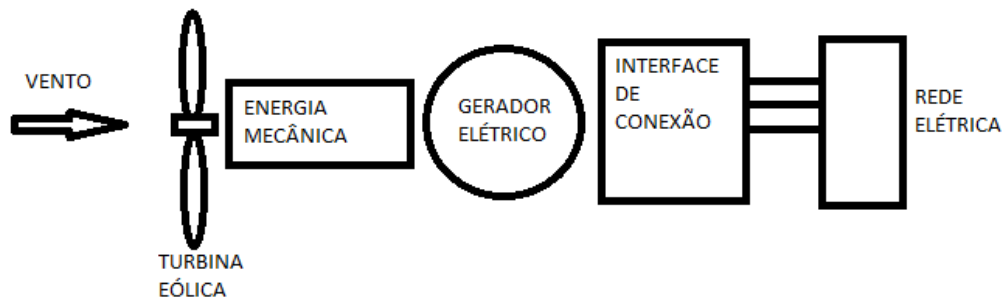 VENTO
TURBINA
EÓLICA
ENERGIA
MECÂNICA
GERADOR
ELÉTRICO
INTERFACE
DE
CONEXÃO
REDE
ELÉTRICA